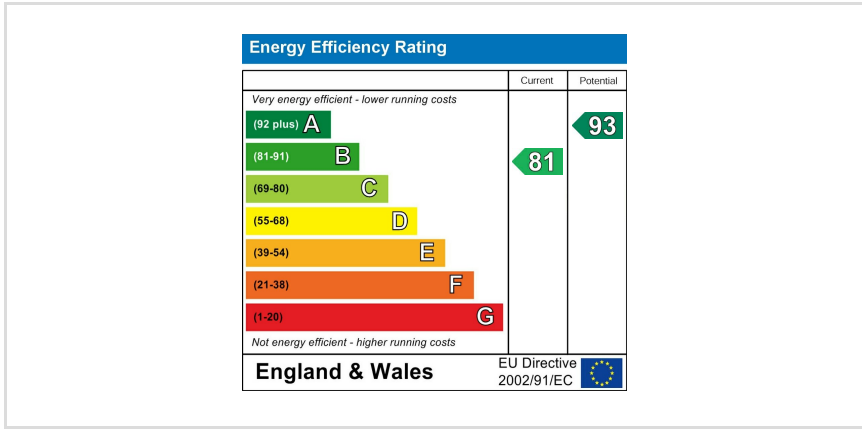 Energy Efficiency Rating
Current Potential
Very energy efficient - lower running costs
(92 plus) A 93
(81-91) B 81
(69-80) C
(55-68) D
(39-54) E
(21-38) F
(1-20) G
Not energy efficient - higher running costs
England & Wales
EU Directive
2002/91/EC